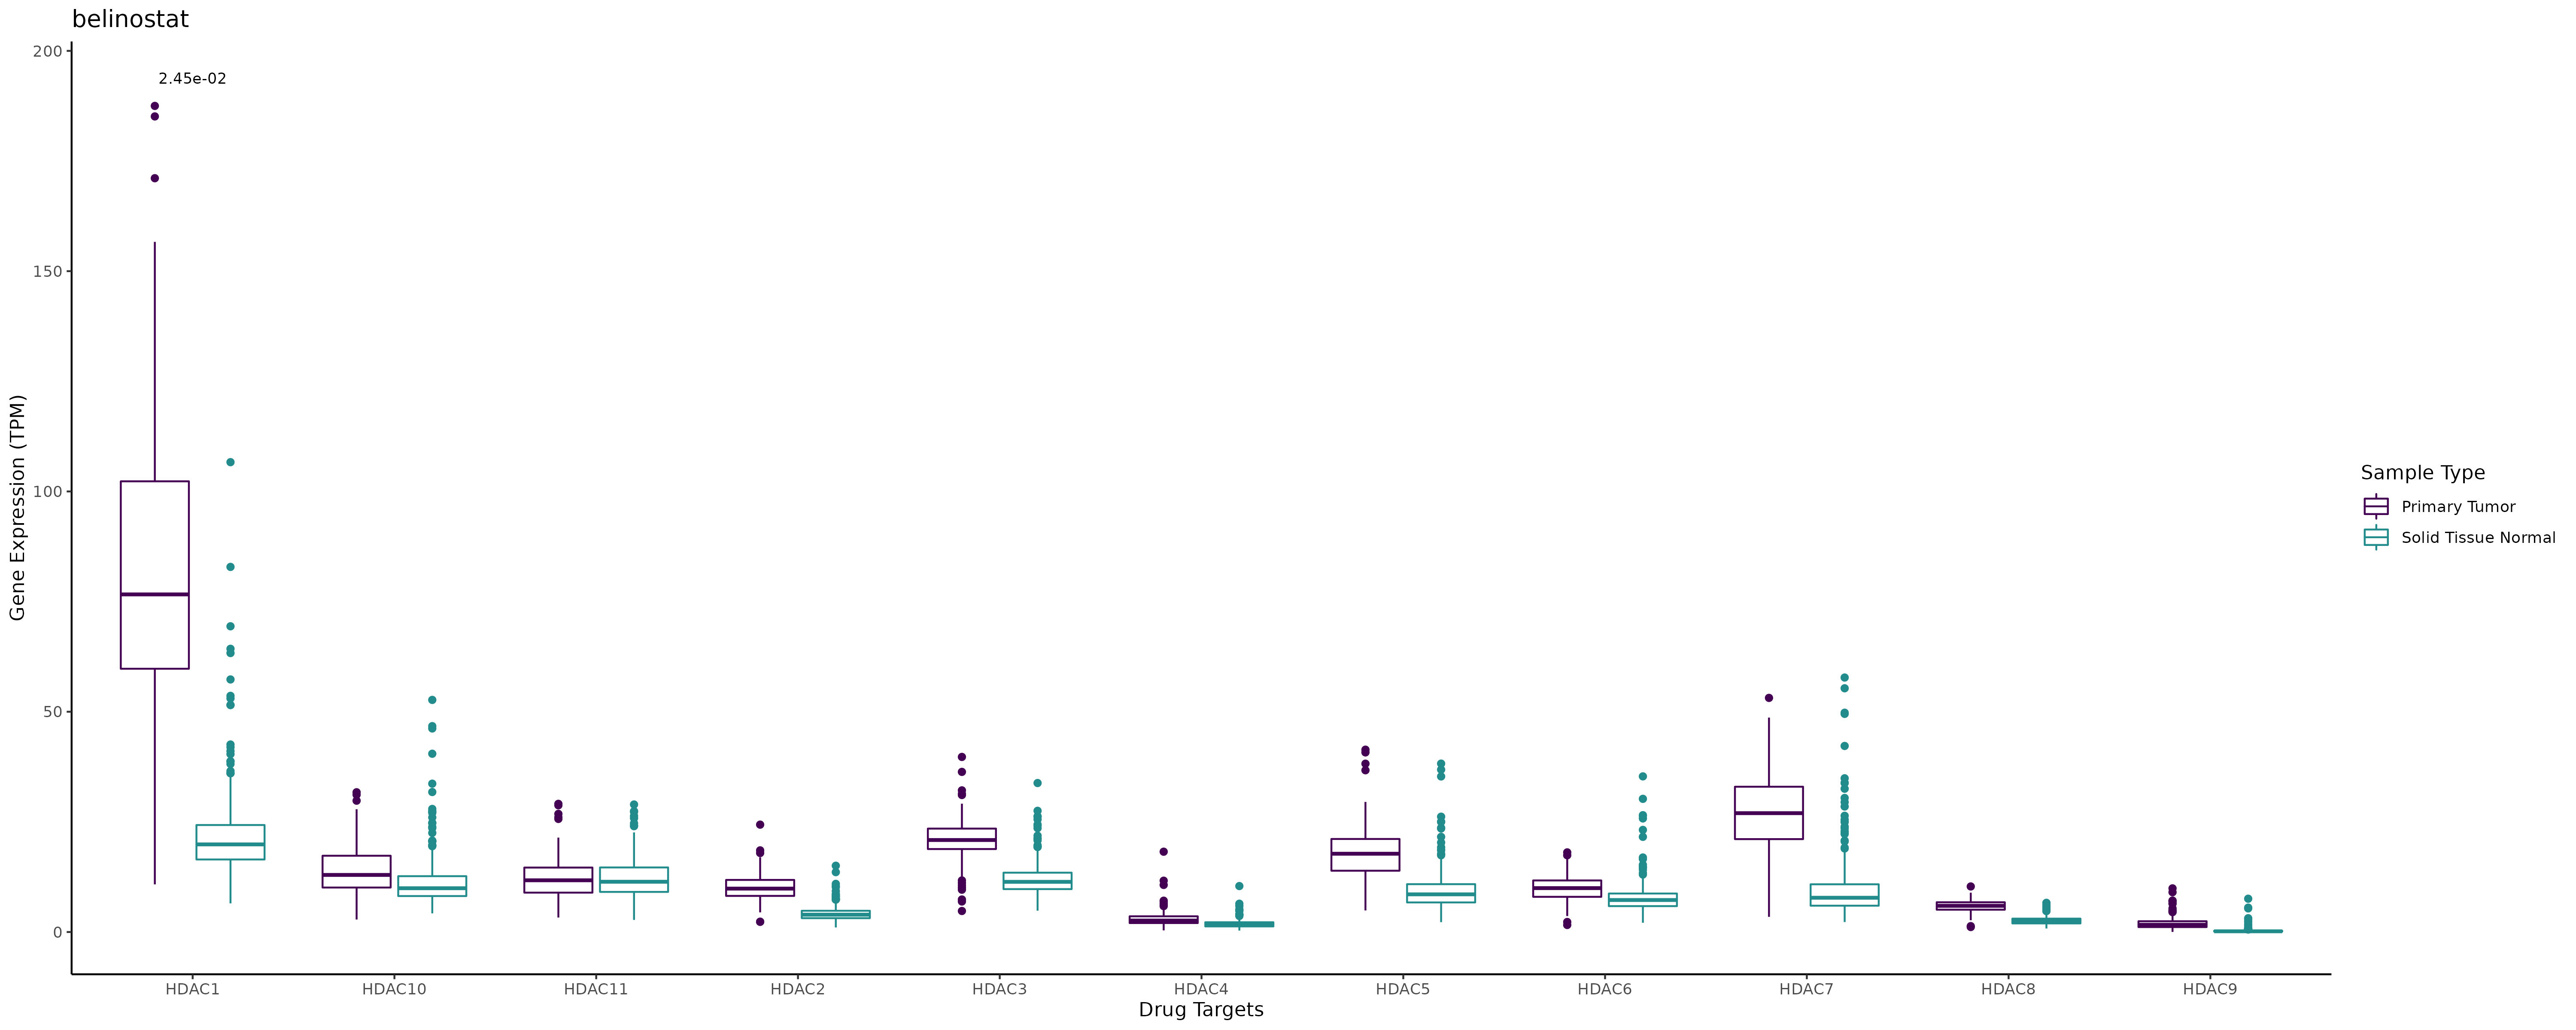 belinostat
200
2.45e-02
150
100
50
0
Gene Expression (TPM)
HDAC1 HDAC10 HDAC11 HDAC2 HDAC3 HDAC4 HDAC5 HDAC6 HDAC7 HDAC8 HDAC9
Drug Targets
Sample Type
Primary Tumor
Solid Tissue Normal